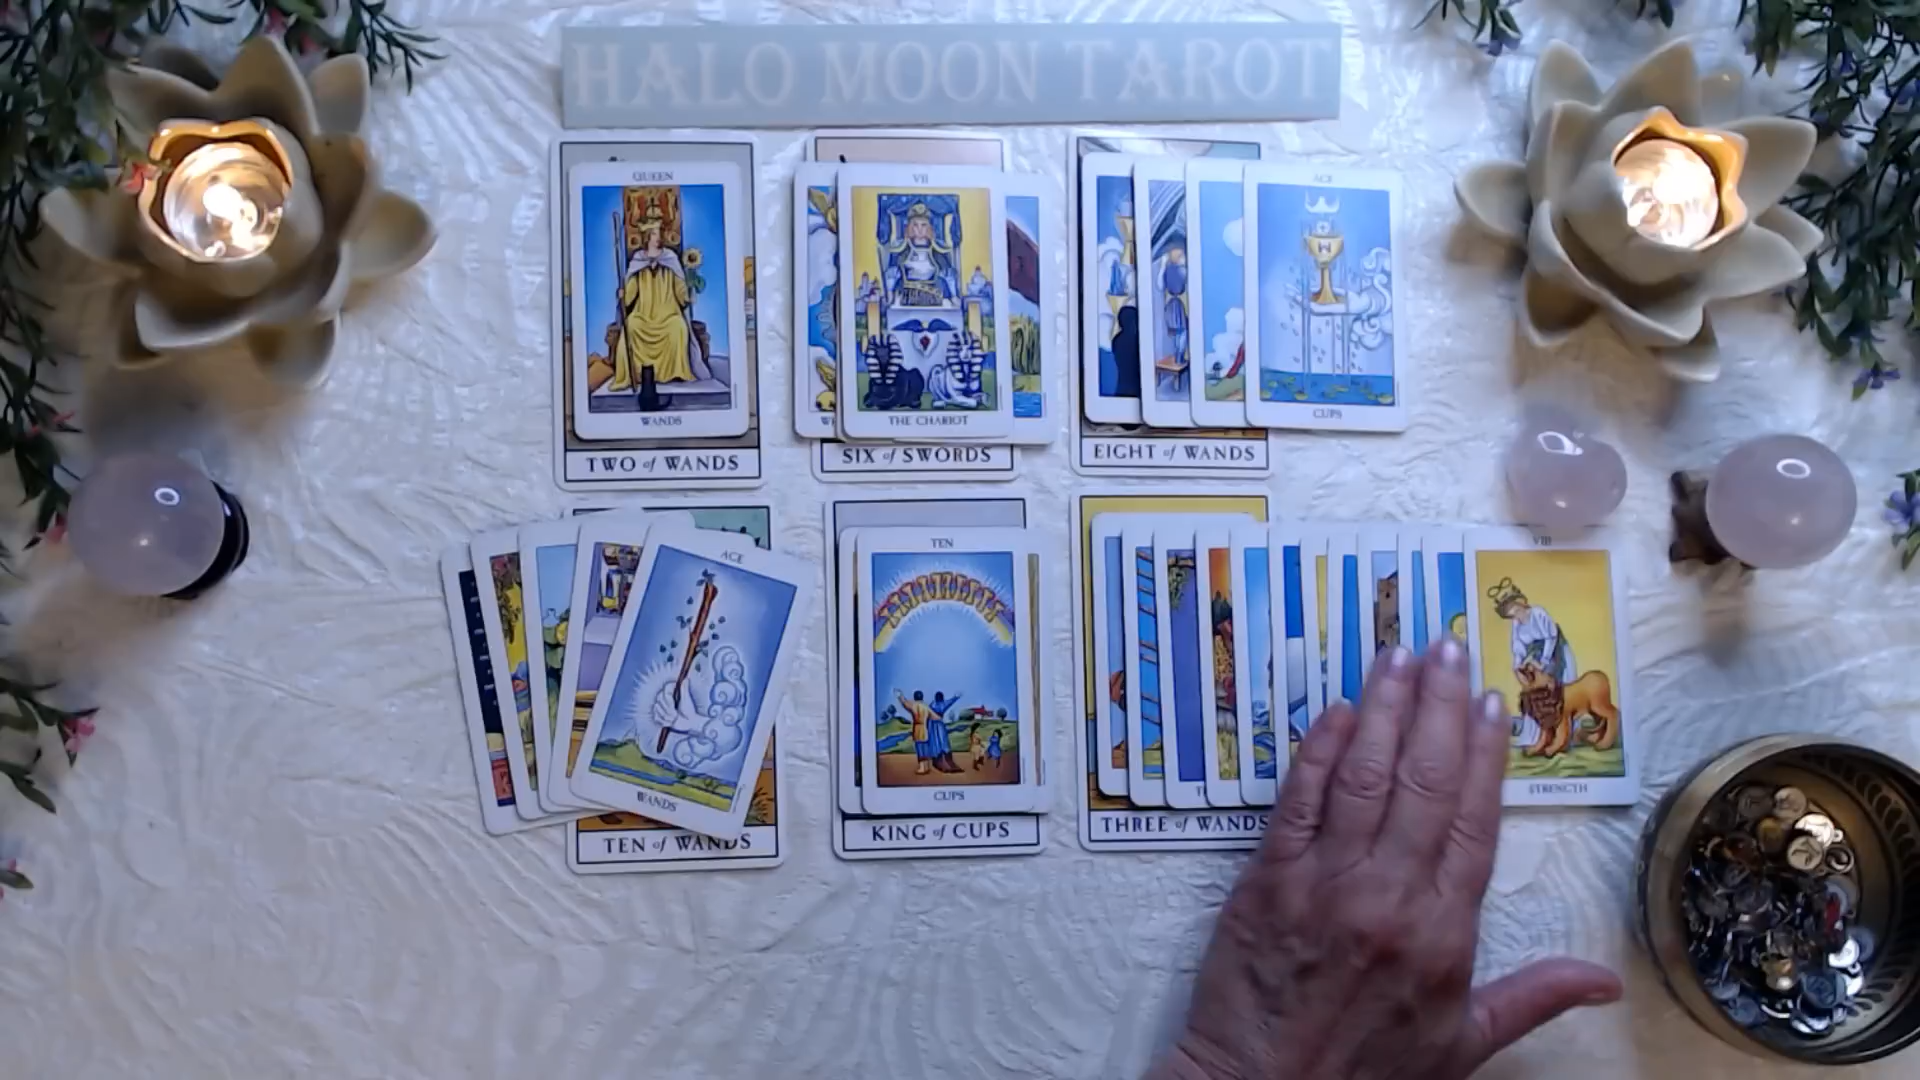 HALO MOON TAROT
QUEEN
WANDS
TWO of WANDS
VII
THE CHARIOT
SIX of SWORDS
ACE
CUPS
EIGHT of WANDS
ACE
WANDS
TEN of WANDS
TEN
CUPS
KING of CUPS
THREE of WANDS
VIII
STRENGTH